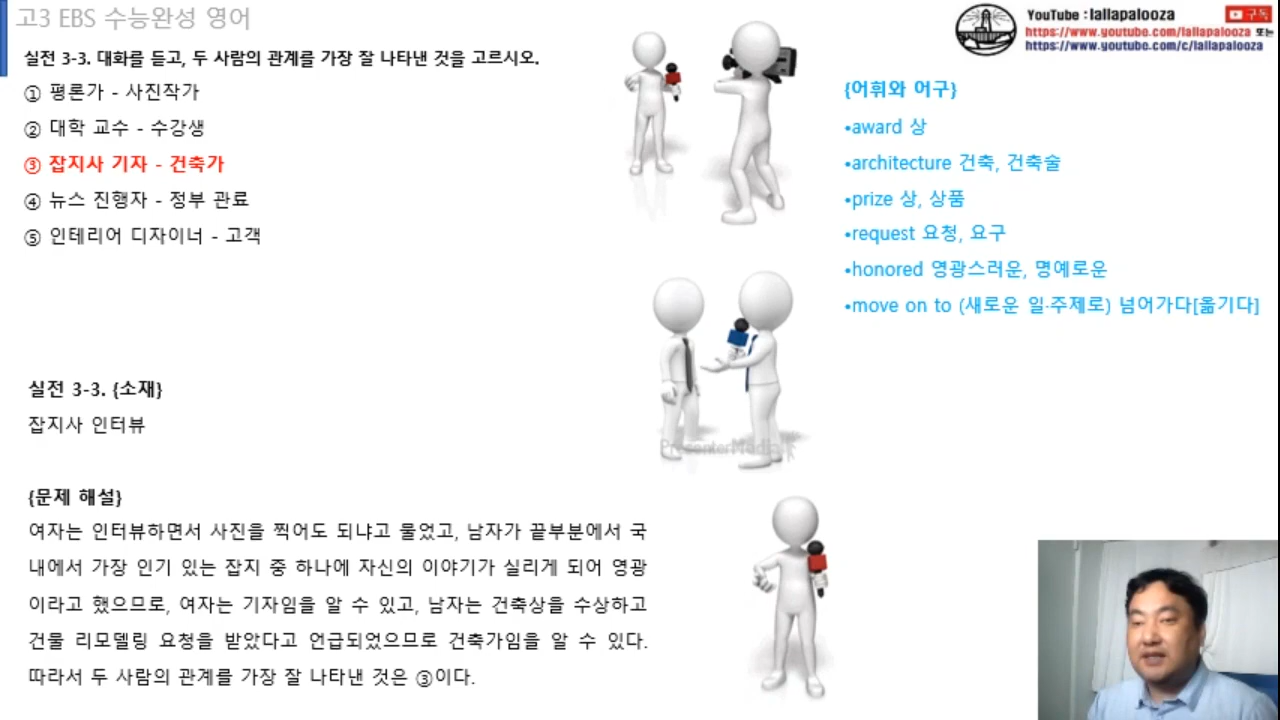 고3 EBS 수능완성 영어
실전 3-3. 대화를 듣고, 두 사람의 관계를 가장 잘 나타낸 것을 고르시오.
① 평론가 - 사진작가
② 대학 교수 - 수강생
③ 잡지사 기자 - 건축가
④ 뉴스 진행자 - 정부 관료
⑤ 인테리어 디자이너 - 고객
실전 3-3. {소재}
잡지사 인터뷰
{문제 해설}
여자는 인터뷰하면서 사진을 찍어도 되냐고 물었고, 남자가 끝부분에서 국
내에서 가장 인기 있는 잡지 중 하나에 자신의 이야기가 실리게 되어 영광
이라고 했으므로, 여자는 기자임을 알 수 있고, 남자는 건축상을 수상하고
건물 리모델링 요청을 받았다고 언급되었으므로 건축가임을 알 수 있다.
따라서 두 사람의 관계를 가장 잘 나타낸 것은 ③이다.
PresenterMedia
YouTube : lallapalooza
구독
https://www.youtube.com/lallapalooza 또는
https://www.youtube.com/c/lallapalooza
{어휘와 어구}
•award 상
•architecture 건축, 건축술
•prize 상, 상품
•request 요청, 요구
•honored 영광스러운, 명예로운
•move on to (새로운 일·주제로) 넘어가다[옮기다]